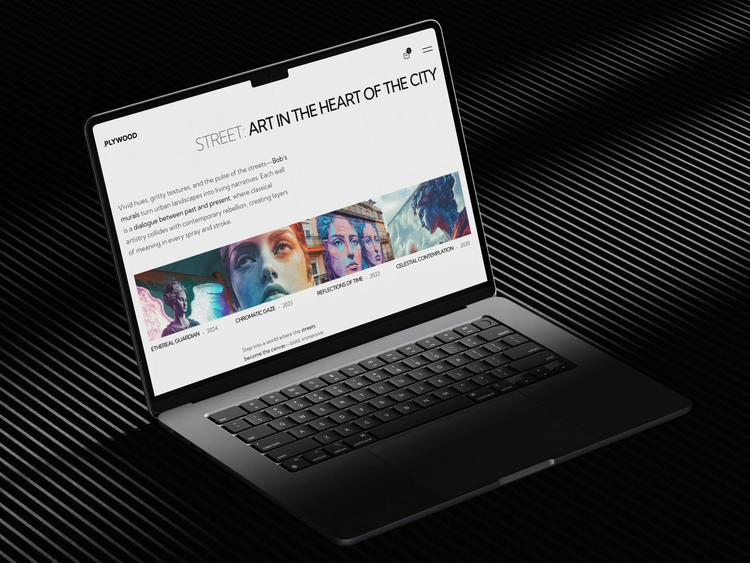 .PLYWOOD
STREET: ART IN THE HEART OF THE CITY
Vivid hues, gritty textures, and the pulse of the streets—Bob's
murals turn urban landscapes into living narratives. Each wall
is a dialogue between past and present, where classical
artistry collides with contemporary rebellion, creating layers
of meaning in every spray and stroke.
ETHEREAL GUARDIAN - 2024
CHROMATIC GAZE - 2023
REFLECTIONS OF TIME - 2022
CELESTIAL CONTEMPLATION - 2020
Step into a world where the streets
become the canvas—bold, immersive